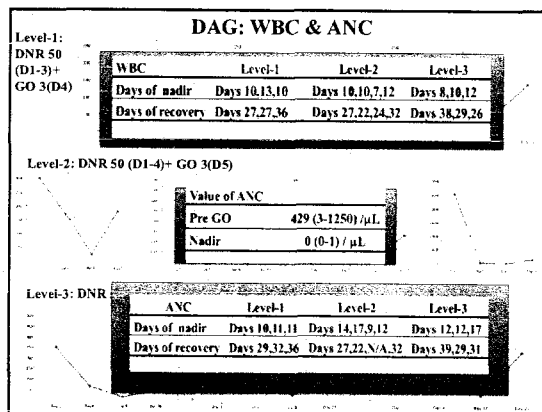 DAG: WBC & ANC
Level-1:
DNR 50
(D1-3)+
GO 3(D4)
WBC Level-1 Level-2 Level-3
Days of nadir Days 10,13,10 Days 10,10,7,12 Days 8,10,12
Days of recovery Days 27,27,36 Days 27,22,24,32 Days 38,29,26
Level-2: DNR 50 (D1-4)+ GO 3(D5)
Value of ANC
Pre GO 429 (3-1250) /µL
Nadir 0 (0-1) / µL
Level-3: DNR
ANC Level-1 Level-2 Level-3
Days of nadir Days 10,11,11 Days 14,17,9,12 Days 12,12,17
Days of recovery Days 29,32,36 Days 27,22,N/A,32 Days 39,29,31